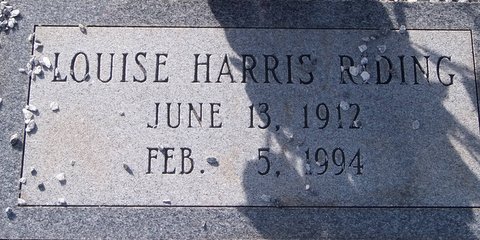 LOUISE HARRIS RIDING
JUNE 13, 1912
FEB. 5, 1994